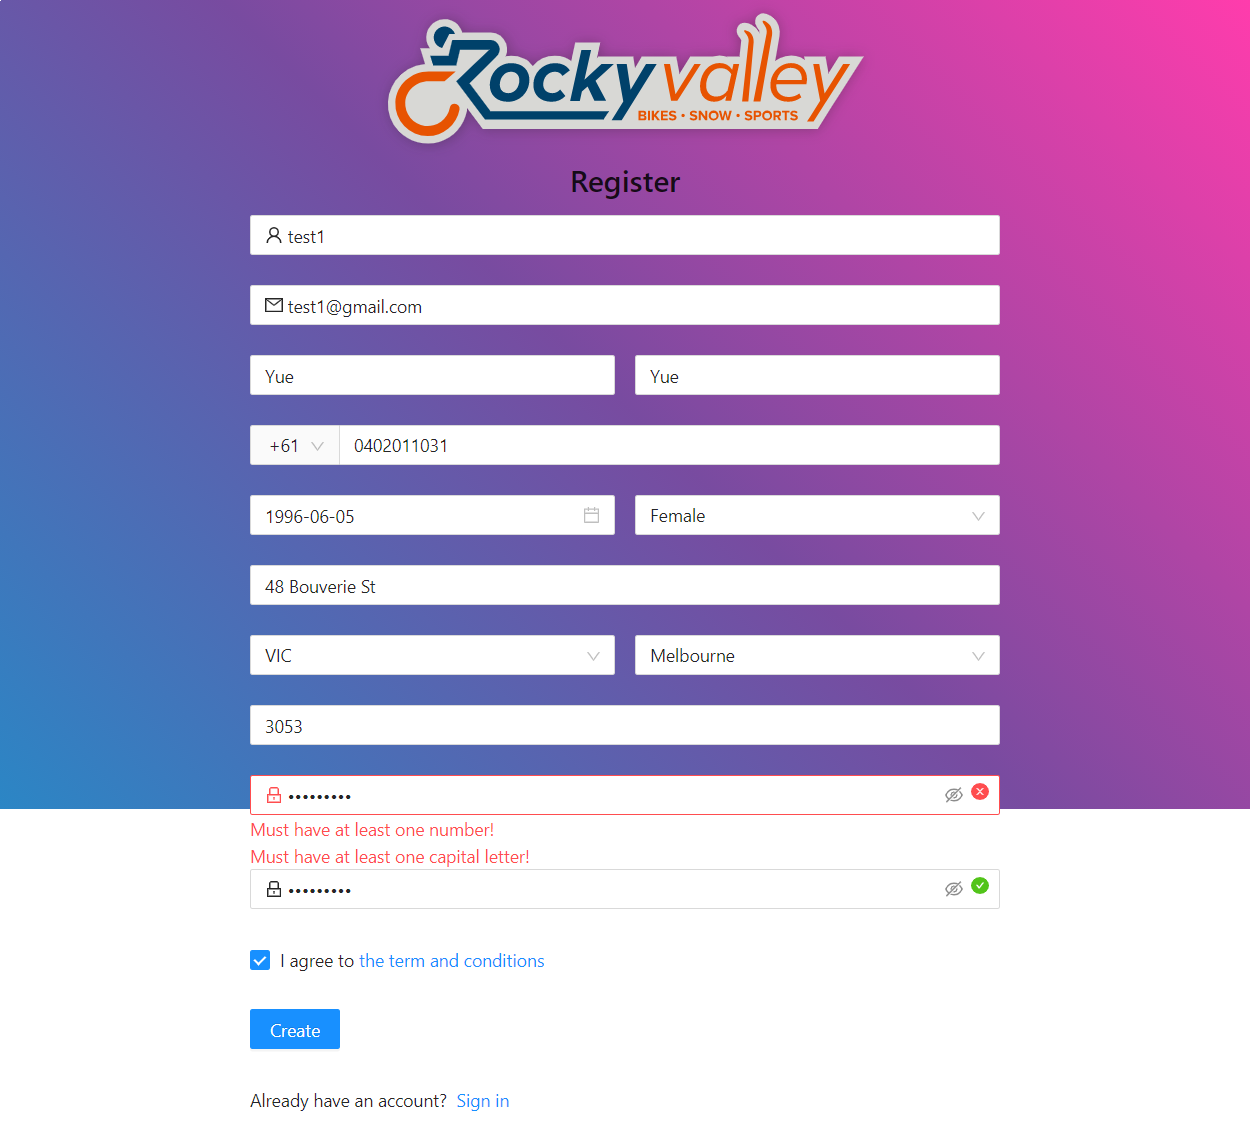 Rockyvalley
BIKES • SNOW • SPORTS
Register
test1
test1@gmail.com
Yue Yue
+61 0402011031
1996-06-05 Female
48 Bouverie St
VIC Melbourne
3053
•••••••••
Must have at least one number!
Must have at least one capital letter!
•••••••••
I agree to the term and conditions
Create
Already have an account? Sign in